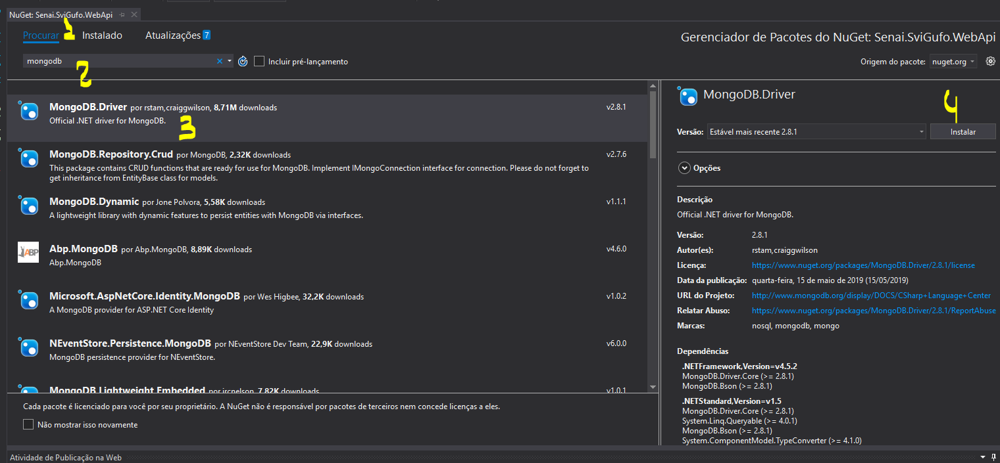 NuGet: Senai.SviGufo.WebApi
1
Procurar Instalado Atualizações 7
Gerenciador de Pacotes do NuGet: Senai.SviGufo.WebApi
mongodb
Incluir pré-lançamento
Origem do pacote: nuget.org
2
MongoDB.Driver por rstam,craiggwilson, 8,71M downloads v2.8.1
Official .NET driver for MongoDB.
3
MongoDB.Repository.Crud por MongoDB, 2,32K downloads v2.7.6
This package contains CRUD functions that are ready for use for MongoDB. Implement IMongoConnection interface for connection. Please do not forget to
get inheritance from EntityBase class for models.
MongoDB.Dynamic por Jone Polvora, 5,58K downloads v1.1.1
A lightweight library with dynamic features to persist entities with MongoDB via interfaces.
ABP
Abp.MongoDB por Abp.MongoDB, 8,89K downloads v4.6.0
Abp.MongoDB
Microsoft.AspNetCore.Identity.MongoDB por Wes Higbee, 32,2K downloads v1.0.2
A MongoDB provider for ASP.NET Core Identity
NEventStore.Persistence.MongoDB por NEventStore Dev Team, 22,9K downloads v6.0.0
MongoDB persistence provider for NEventStore.
MongoDB.Lightweight.Embedded por ircnelson, 7,82K downloads v1.0.1
Cada pacote é licenciado para você por seu proprietário. A NuGet não é responsável por pacotes de terceiros nem concede licenças a eles.
Não mostrar isso novamente
MongoDB.Driver
4
Versão: Estável mais recente 2.8.1 Instalar
Opções
Descrição
Official .NET driver for MongoDB.
Versão: 2.8.1
Autor(es): rstam,craiggwilson
Licença: https://www.nuget.org/packages/MongoDB.Driver/2.8.1/license
Data da publicação: quarta-feira, 15 de maio de 2019 (15/05/2019)
URL do Projeto: http://www.mongodb.org/display/DOCS/CSharp+Language+Center
Relatar Abuso: https://www.nuget.org/packages/MongoDB.Driver/2.8.1/ReportAbuse
Marcas: nosql, mongodb, mongo
Dependências
.NETFramework,Version=v4.5.2
MongoDB.Driver.Core (>= 2.8.1)
MongoDB.Bson (>= 2.8.1)
.NETStandard,Version=v1.5
MongoDB.Driver.Core (>= 2.8.1)
System.Linq.Queryable (>= 4.0.1)
MongoDB.Bson (>= 2.8.1)
System.ComponentModel.TypeConverter (>= 4.1.0)
Atividade de Publicação na Web